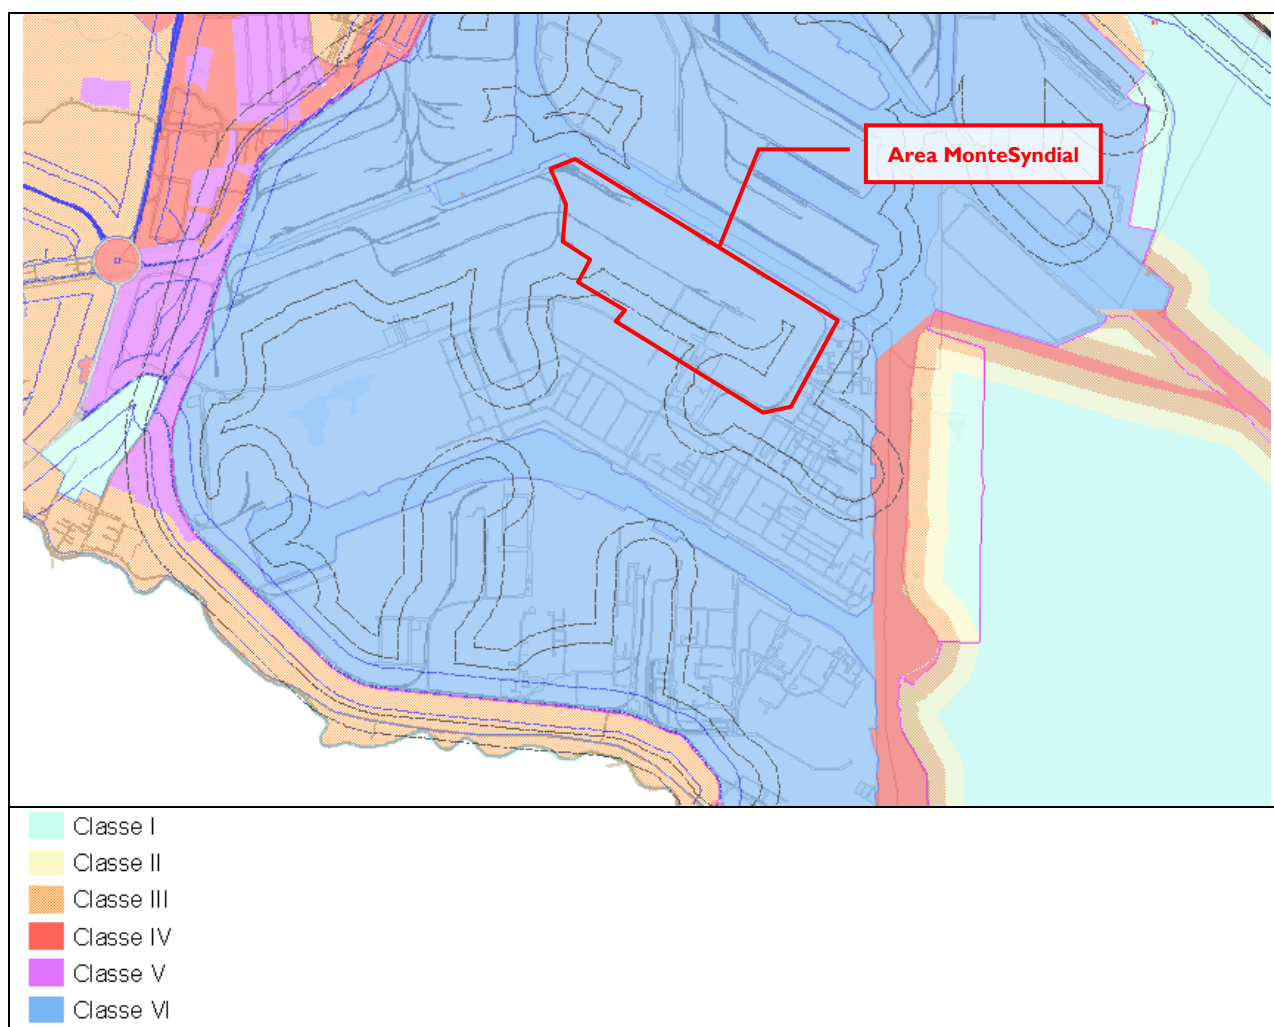 Area MonteSyndial
Classe I
Classe II
Classe III
Classe IV
Classe V
Classe VI